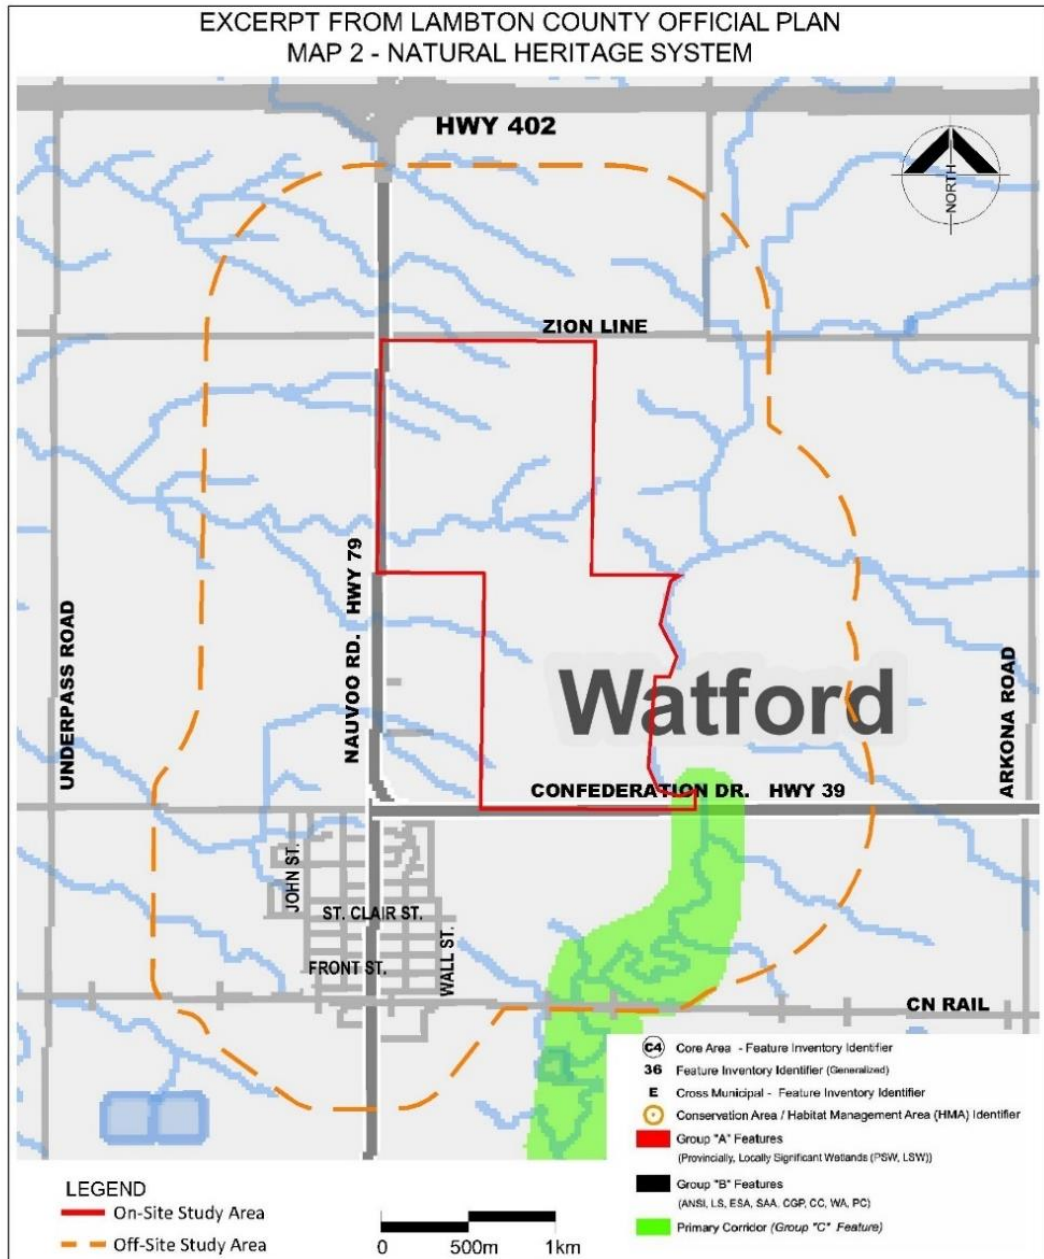 EXCERPT FROM LAMBTON COUNTY OFFICIAL PLAN
MAP 2 - NATURAL HERITAGE SYSTEM
HWY 402
NORTH
ZION LINE
UNDERPASS ROAD
NAUVOO RD. HWY 79
Watford
ARKONA ROAD
CONFEDERATION DR. HWY 39
JOHN ST.
ST. CLAIR ST.
FRONT ST.
WALL ST.
CN RAIL
C4 Core Area - Feature Inventory Identifier
36 Feature Inventory Identifier (Generalized)
E Cross Municipal - Feature Inventory Identifier
Conservation Area / Habitat Management Area (HMA) Identifier
Group "A" Features
(Provincially, Locally Significant Wetlands (PSW, LSW))
Group "B" Features
(ANSI, LS, ESA, SAA, CGP, CC, WA, PC)
Primary Corridor (Group "C" Feature)
LEGEND
On-Site Study Area
Off-Site Study Area
0 500m 1km